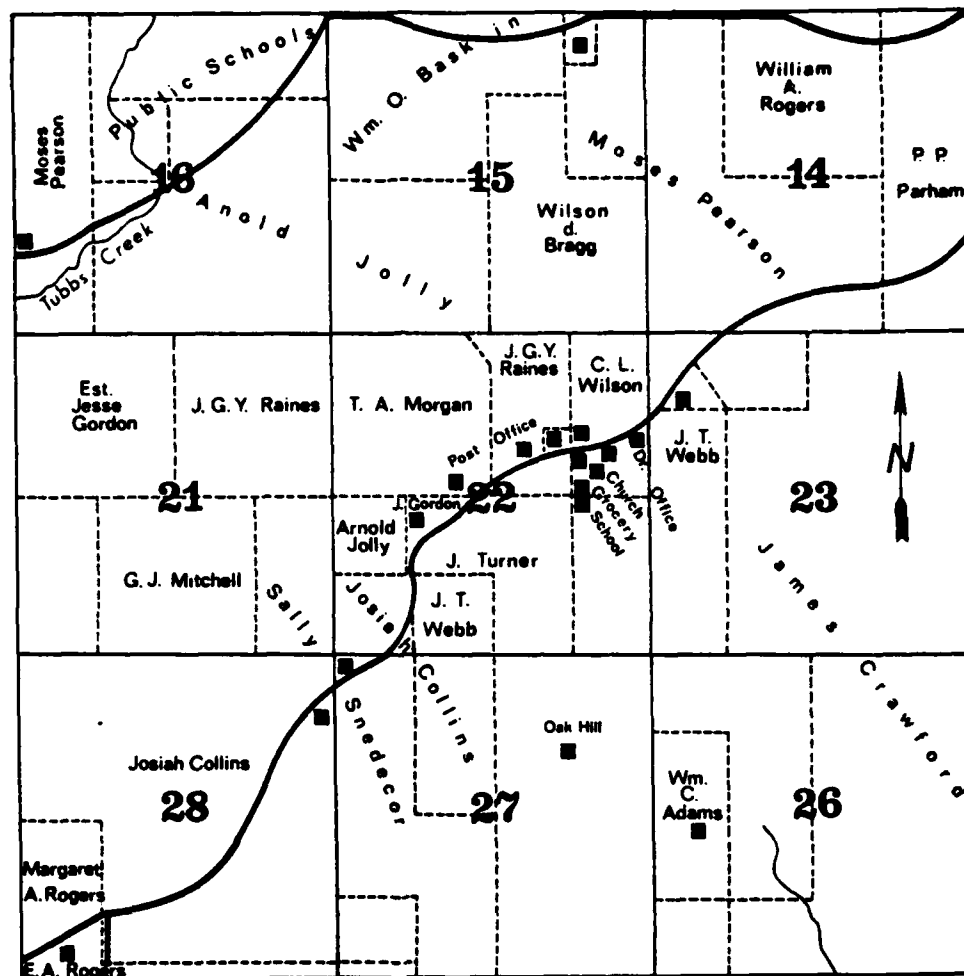 Public Schools
Wm. O. Baskin
William
A.
Rogers
Moses
Pearson
16
Anold
Jolly
15
Wilson
d.
Bragg
Moses Pearson
14
P. P.
Parham
Tubbs Creek
Est.
Jesse
Gordon
J. G. Y. Raines
T. A. Morgan
J. G. Y.
Raines
C. L.
Wilson
J. T.
Webb
Post Office
Dr. Office
Church
Grocery
School
21
22
23
N
J. Gordon
Arnold
Jolly
J. Turner
G. J. Mitchell
J. T.
Webb
Sally
Snedecor
Josiah
Collins
James
Crawford
Oak Hill
Josiah Collins
28
27
Wm.
C.
Adams
26
Margaret
A. Rogers
E. A. Rogers